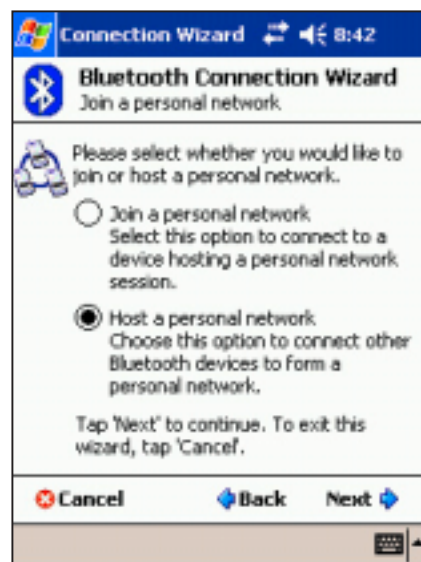 Connection Wizard 8:42
Bluetooth Connection Wizard
Join a personal network
Please select whether you would like to
join or host a personal network.
Join a personal network
Select this option to connect to a
device hosting a personal network
session.
Host a personal network
Choose this option to connect other
Bluetooth devices to form a
personal network.
Tap 'Next' to continue. To exit this
wizard, tap 'Cancel'.
Cancel Back Next